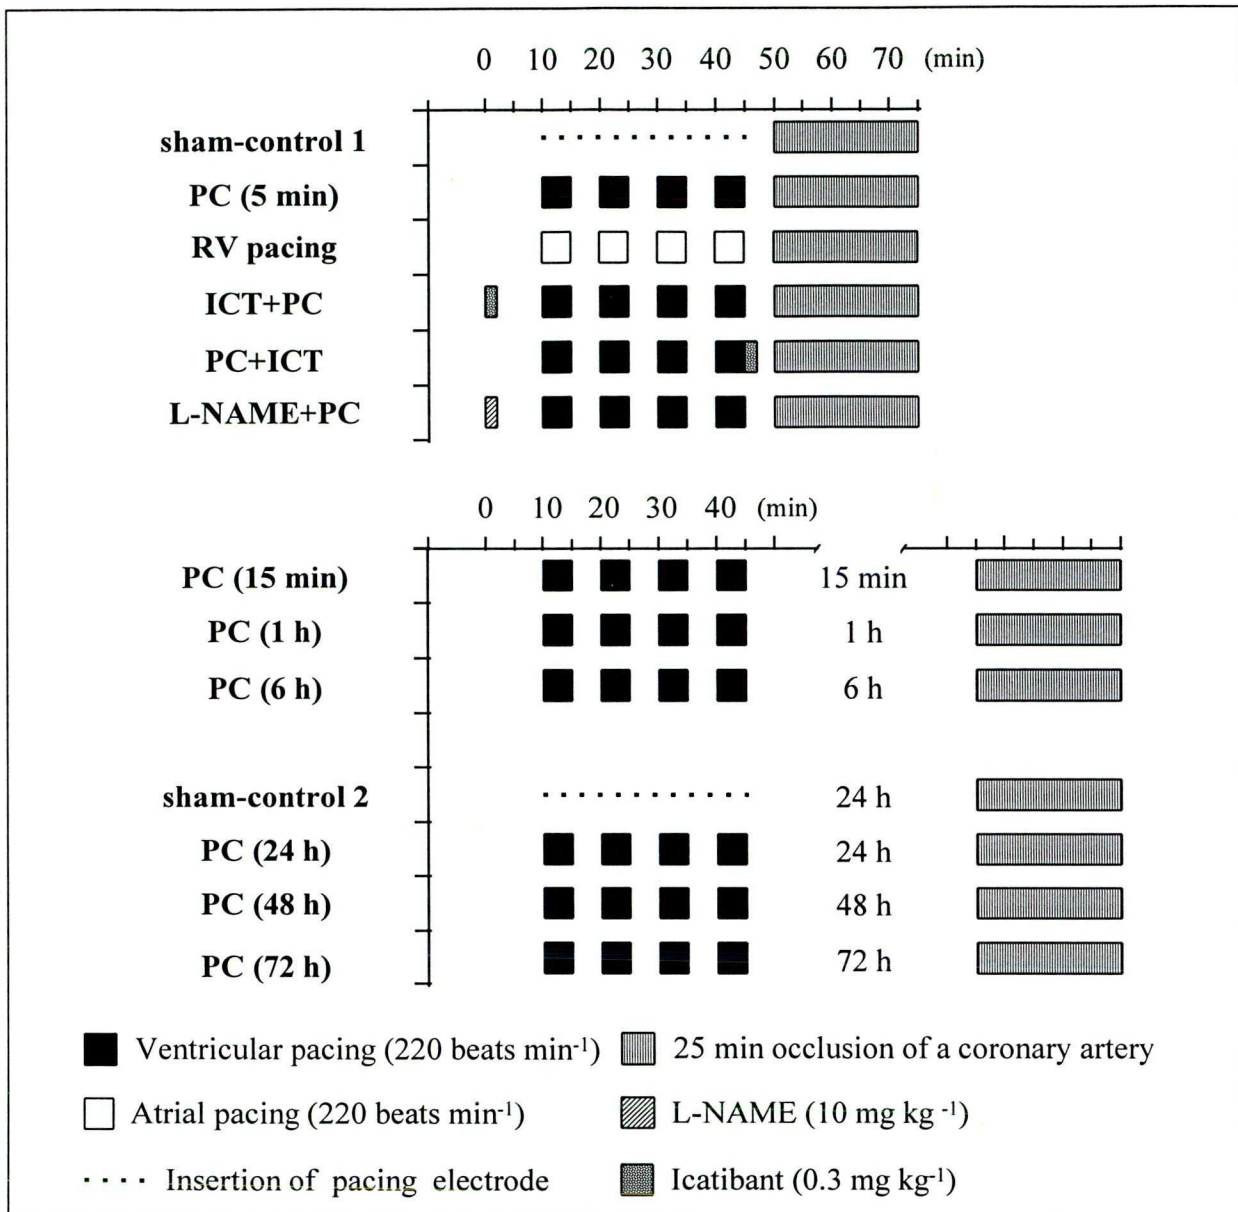 0 10 20 30 40 50 60 70 (min)
sham-control 1
PC (5 min)
RV pacing
ICT+PC
PC+ICT
L-NAME+PC
0 10 20 30 40 (min)
PC (15 min) 15 min
PC (1 h) 1 h
PC (6 h) 6 h
sham-control 2 24 h
PC (24 h) 24 h
PC (48 h) 48 h
PC (72 h) 72 h
Ventricular pacing (220 beats min⁻¹) 25 min occlusion of a coronary artery
Atrial pacing (220 beats min⁻¹) L-NAME (10 mg kg ⁻¹)
Insertion of pacing electrode Icatibant (0.3 mg kg⁻¹)